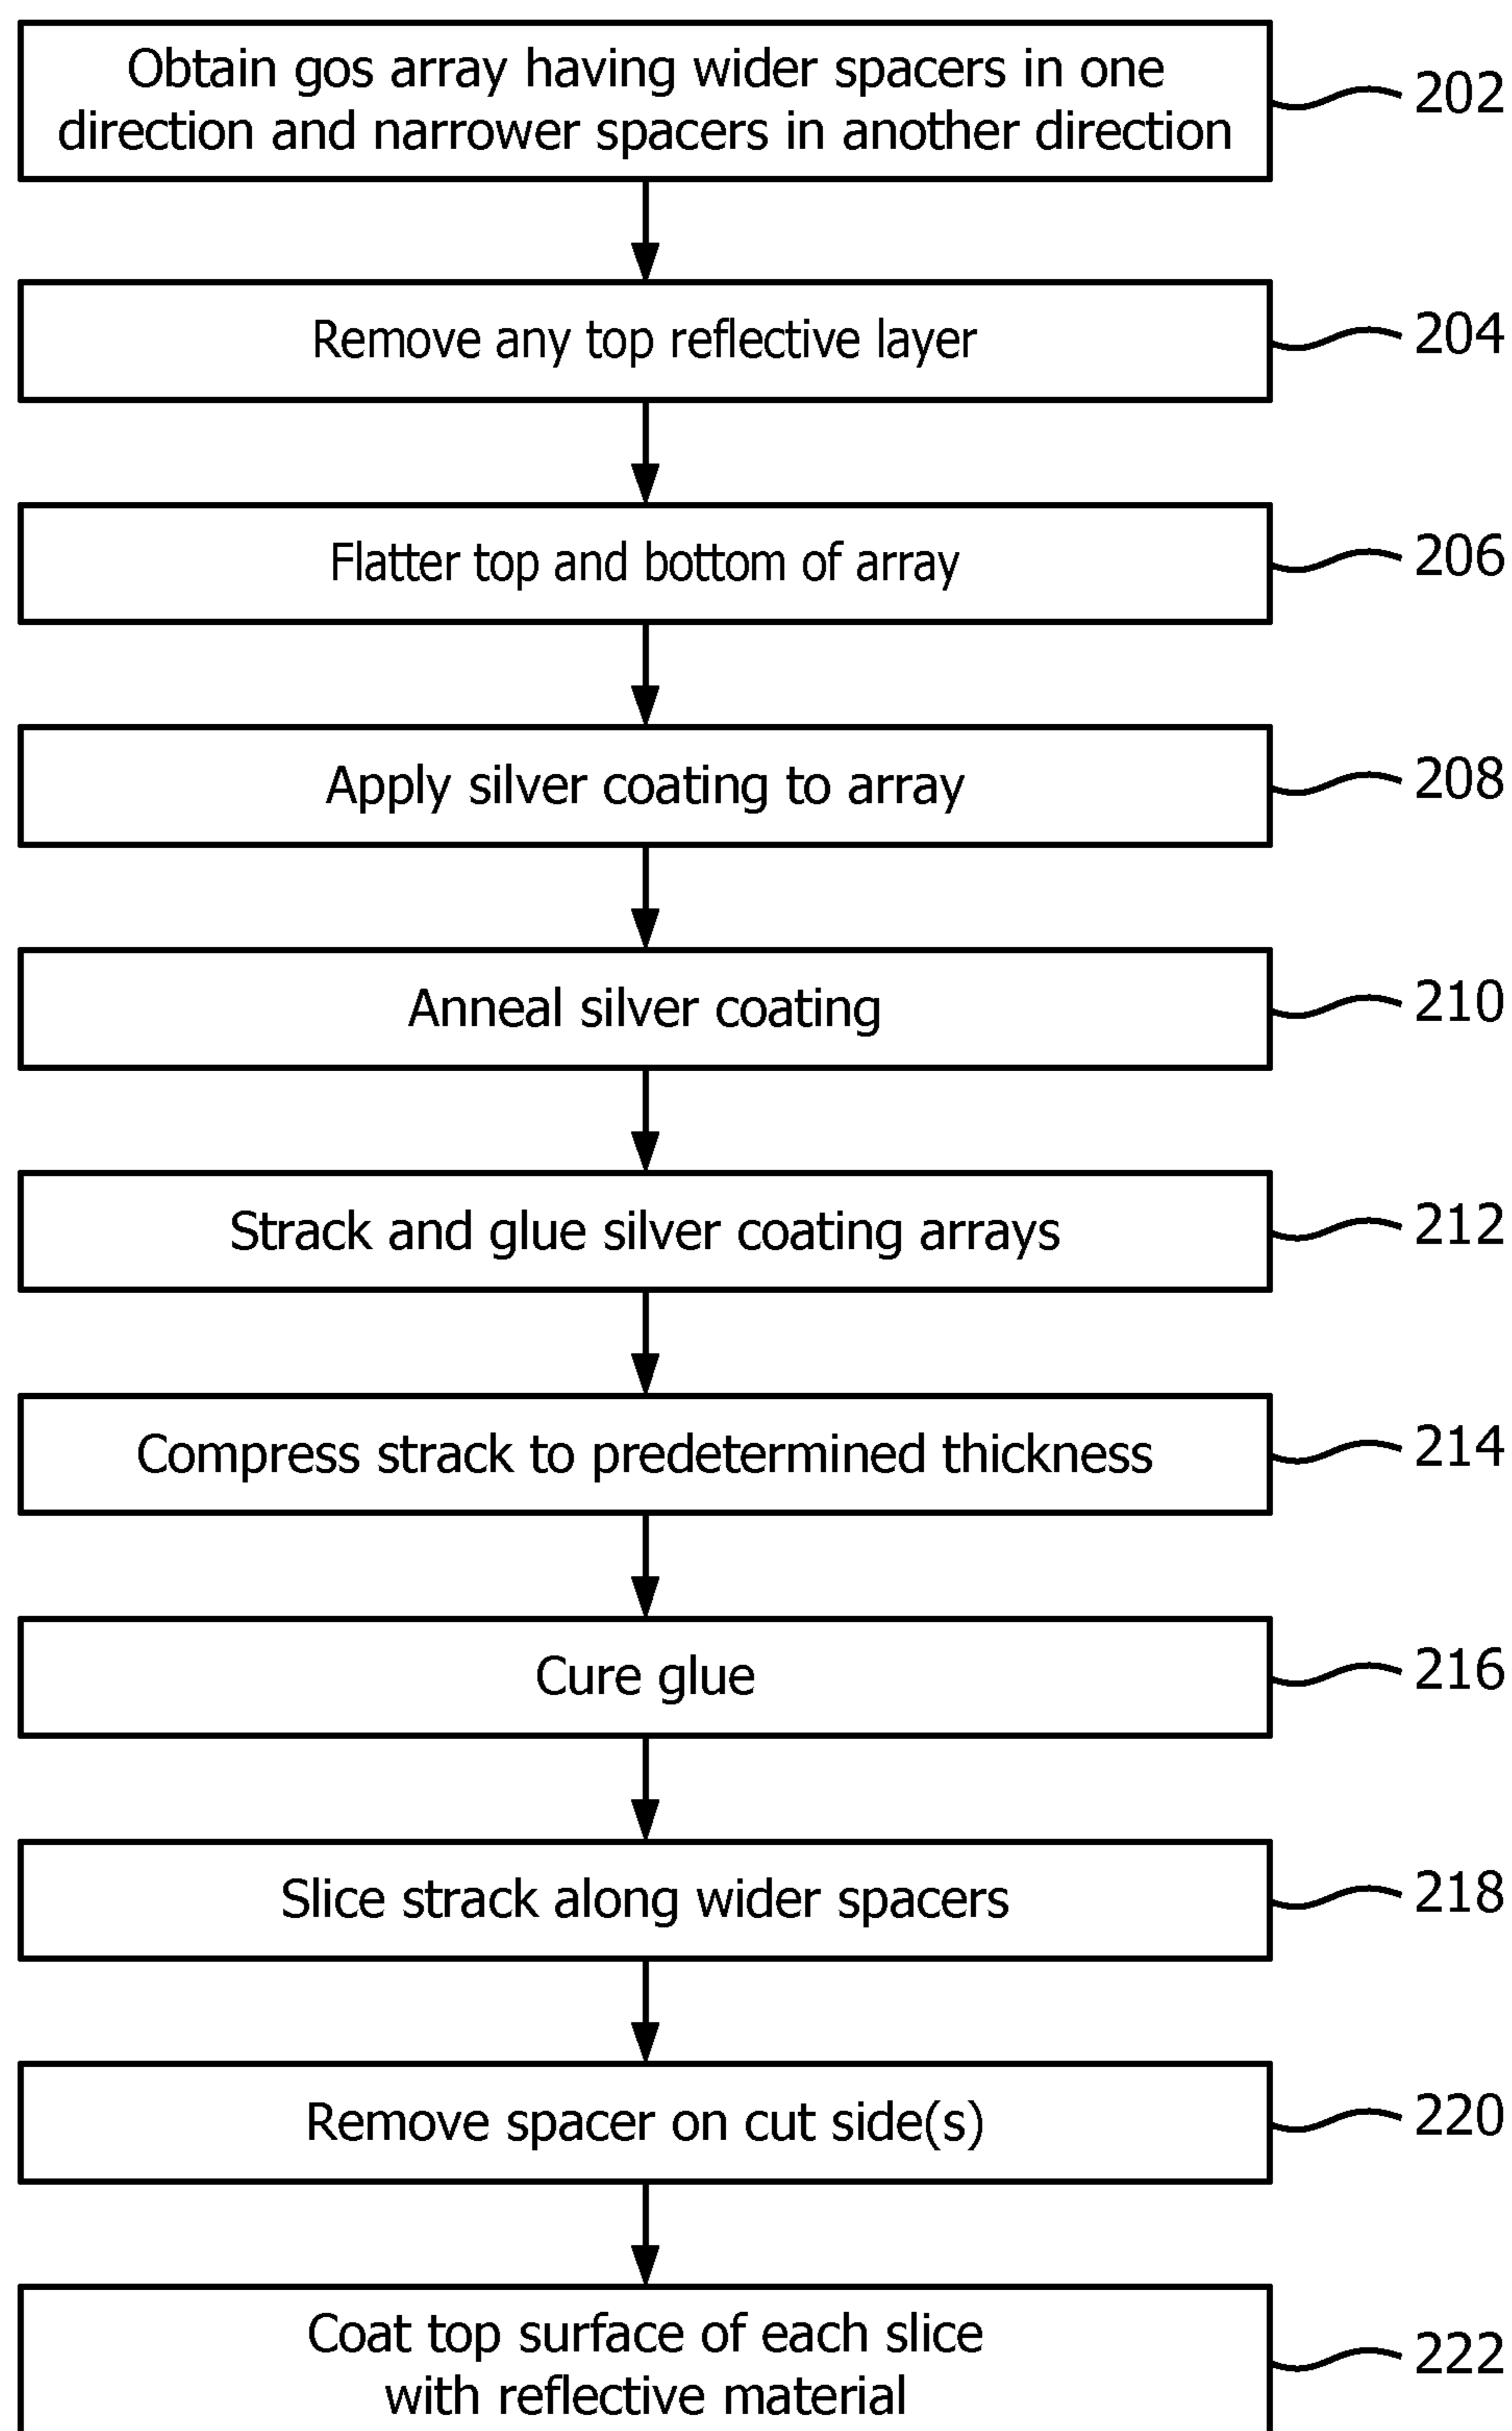 Obtain gos array having wider spacers in one
direction and narrower spacers in another direction
202
Remove any top reflective layer
204
Flatter top and bottom of array
206
Apply silver coating to array
208
Anneal silver coating
210
Strack and glue silver coating arrays
212
Compress strack to predetermined thickness
214
Cure glue
216
Slice strack along wider spacers
218
Remove spacer on cut side(s)
220
Coat top surface of each slice
with reflective material
222